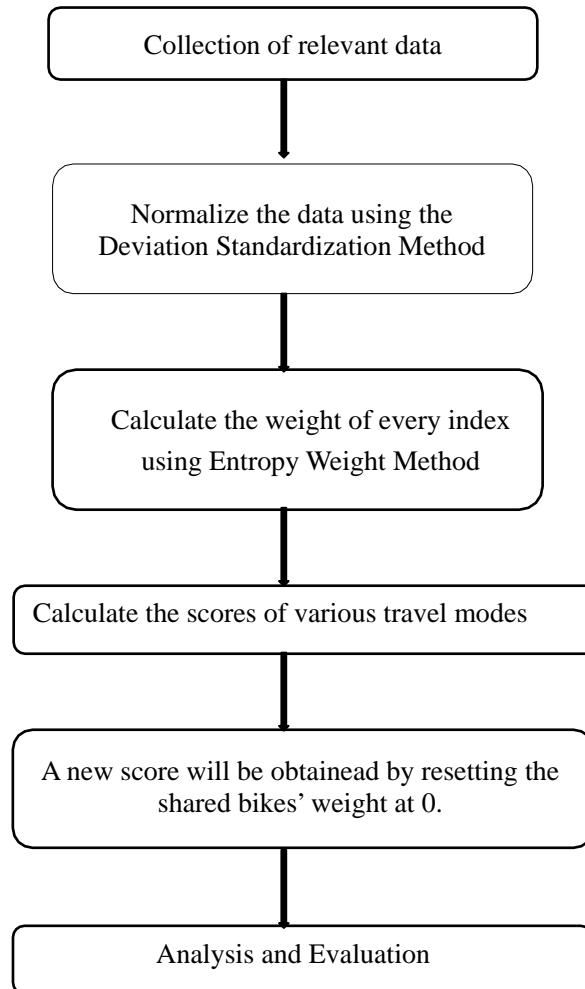 Collection of relevant data
Normalize the data using the
Deviation Standardization Method
Calculate the weight of every index
using Entropy Weight Method
Calculate the scores of various travel modes
A new score will be obtainead by resetting the
shared bikes’ weight at 0.
Analysis and Evaluation